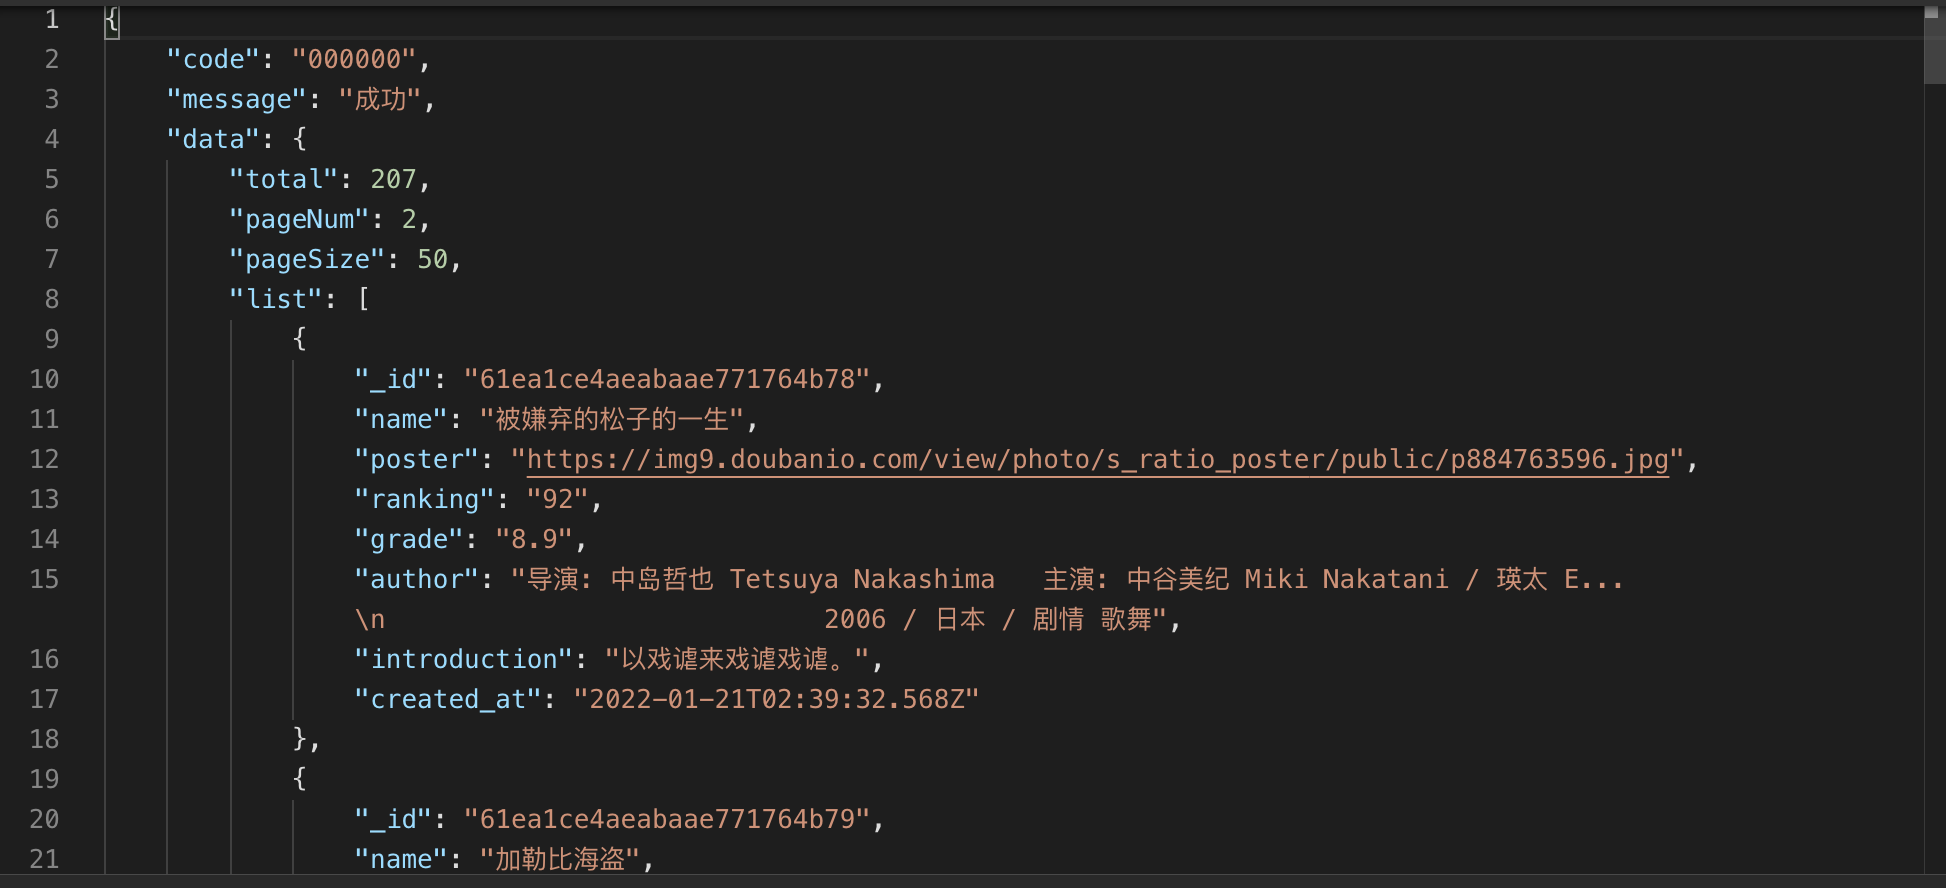 1 {
2 "code": "000000",
3 "message": "成功",
4 "data": {
5 "total": 207,
6 "pageNum": 2,
7 "pageSize": 50,
8 "list": [
9 {
10 "_id": "61ea1ce4aeabaae771764b78",
11 "name": "被嫌弃的松子的一生",
12 "poster": "https://img9.doubanio.com/view/photo/s_ratio_poster/public/p884763596.jpg",
13 "ranking": "92",
14 "grade": "8.9",
15 "author": "导演: 中岛哲也 Tetsuya Nakashima   主演: 中谷美纪 Miki Nakatani / 瑛太 E...
\n                            2006 / 日本 / 剧情 歌舞",
16 "introduction": "以戏谑来戏谑戏谑。",
17 "created_at": "2022-01-21T02:39:32.568Z"
18 },
19 {
20 "_id": "61ea1ce4aeabaae771764b79",
21 "name": "加勒比海盗",